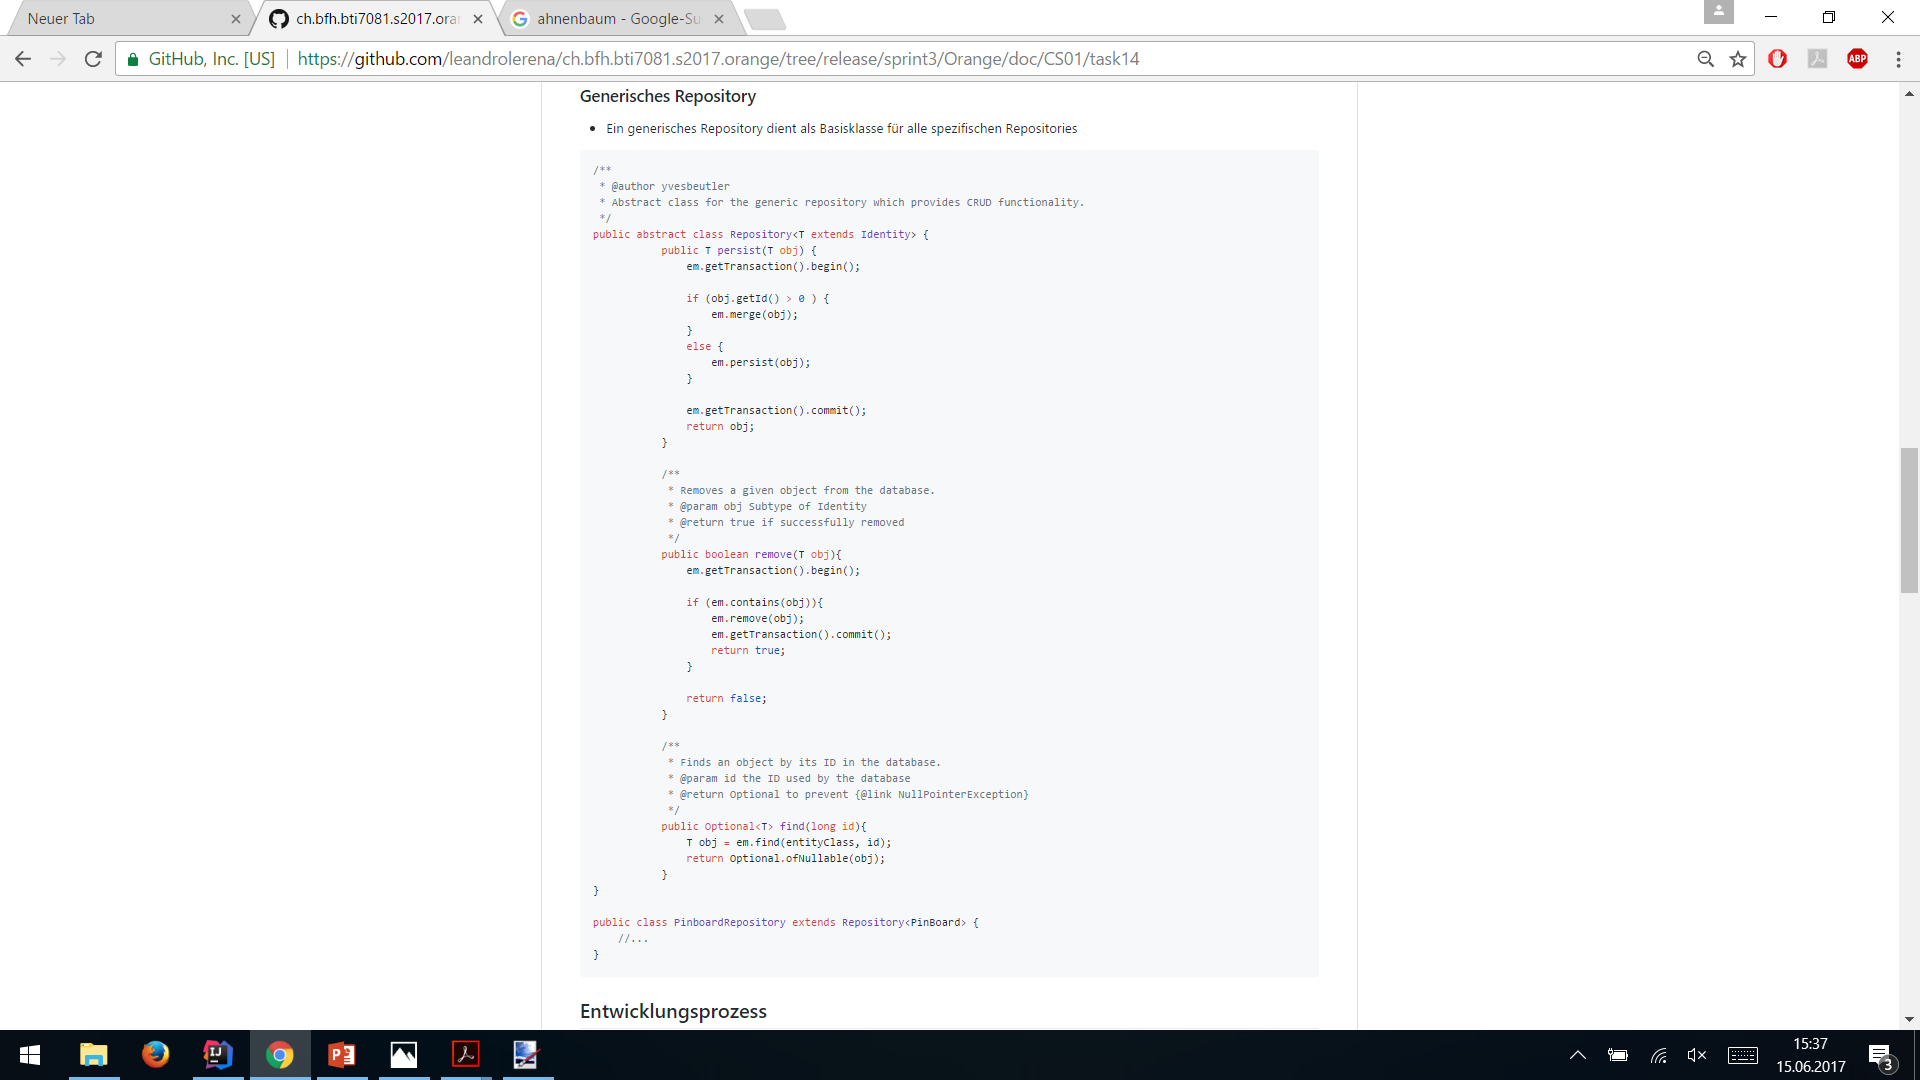 Neuer Tab
ch.bfh.bti7081.s2017.orar
ahnenbaum - Google-Su
GitHub, Inc. [US]
https://github.com/leandrolerena/ch.bfh.bti7081.s2017.orange/tree/release/sprint3/Orange/doc/CS01/task14
ABP
Generisches Repository
• Ein generisches Repository dient als Basisklasse für alle spezifischen Repositories
/**
 * @author yvesbeutler
 * Abstract class for the generic repository which provides CRUD functionality.
 */
public abstract class Repository<T extends Identity> {
           public T persist(T obj) {
               em.getTransaction().begin();
               if (obj.getId() > 0 ) {
                   em.merge(obj);
               }
               else {
                   em.persist(obj);
               }
               em.getTransaction().commit();
               return obj;
           }
           /**
            * Removes a given object from the database.
            * @param obj Subtype of Identity
            * @return true if successfully removed
            */
           public boolean remove(T obj){
               em.getTransaction().begin();
               if (em.contains(obj)){
                   em.remove(obj);
                   em.getTransaction().commit();
                   return true;
               }
               return false;
           }
           /**
            * Finds an object by its ID in the database.
            * @param id the ID used by the database
            * @return Optional to prevent {@link NullPointerException}
            */
           public Optional<T> find(long id){
               T obj = em.find(entityClass, id);
               return Optional.ofNullable(obj);
           }
}
public class PinboardRepository extends Repository<PinBoard> {
    //...
}
Entwicklungsprozess
IJ
P
15:37
15.06.2017
3